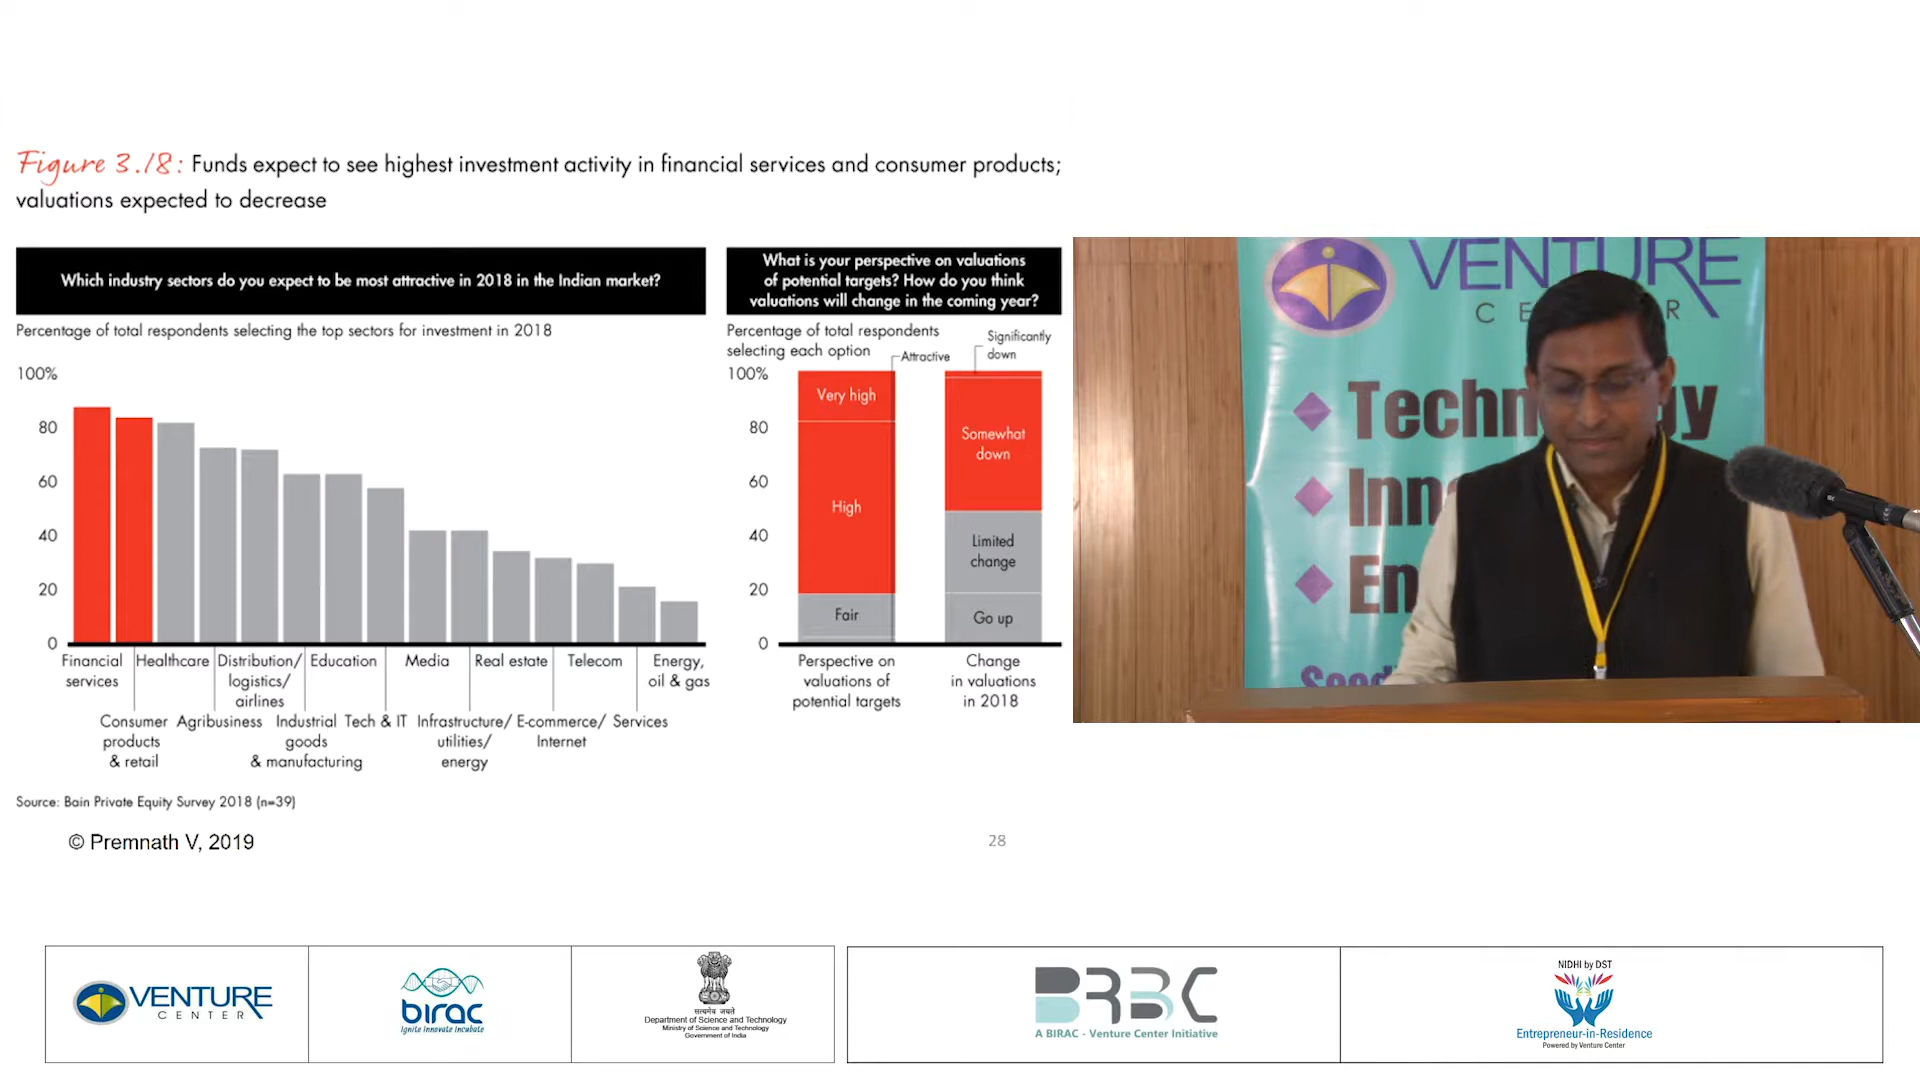 Figure 3.18: Funds expect to see highest investment activity in financial services and consumer products;
valuations expected to decrease
Which industry sectors do you expect to be most attractive in 2018 in the Indian market?
Percentage of total respondents selecting the top sectors for investment in 2018
100%
80
60
40
20
0
Financial
services
Consumer
products
& retail
Healthcare
Agribusiness
Distribution/
logistics/
airlines
Industrial
goods
& manufacturing
Education
Tech & IT
Media
Infrastructure/
utilities/
energy
Real estate
E-commerce/
Internet
Telecom
Services
Energy,
oil & gas
What is your perspective on valuations
of potential targets? How do you think
valuations will change in the coming year?
Percentage of total respondents
selecting each option
Attractive
Significantly
down
100%
80
60
40
20
0
Very high
High
Fair
Somewhat
down
Limited
change
Go up
Perspective on
valuations of
potential targets
Change
in valuations
in 2018
Source: Bain Private Equity Survey 2018 (n=39)
© Premnath V, 2019
28
VENTURE
VENTURE
CENTER
birac
Ignite Innovate Incubate
सत्यमेव जयते
Department of Science and Technology
Ministry of Science and Technology
Government of India
BRBC
A BIRAC - Venture Center Initiative
NIDHI by DST
Entrepreneur-in-Residence
Powered by Venture Center